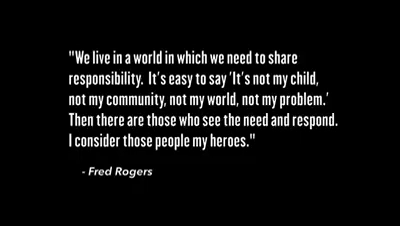 "We live in a world in which we need to share
responsibility.  It's easy to say 'It's not my child,
not my community, not my world, not my problem.'
Then there are those who see the need and respond.
I consider those people my heroes."
- Fred Rogers